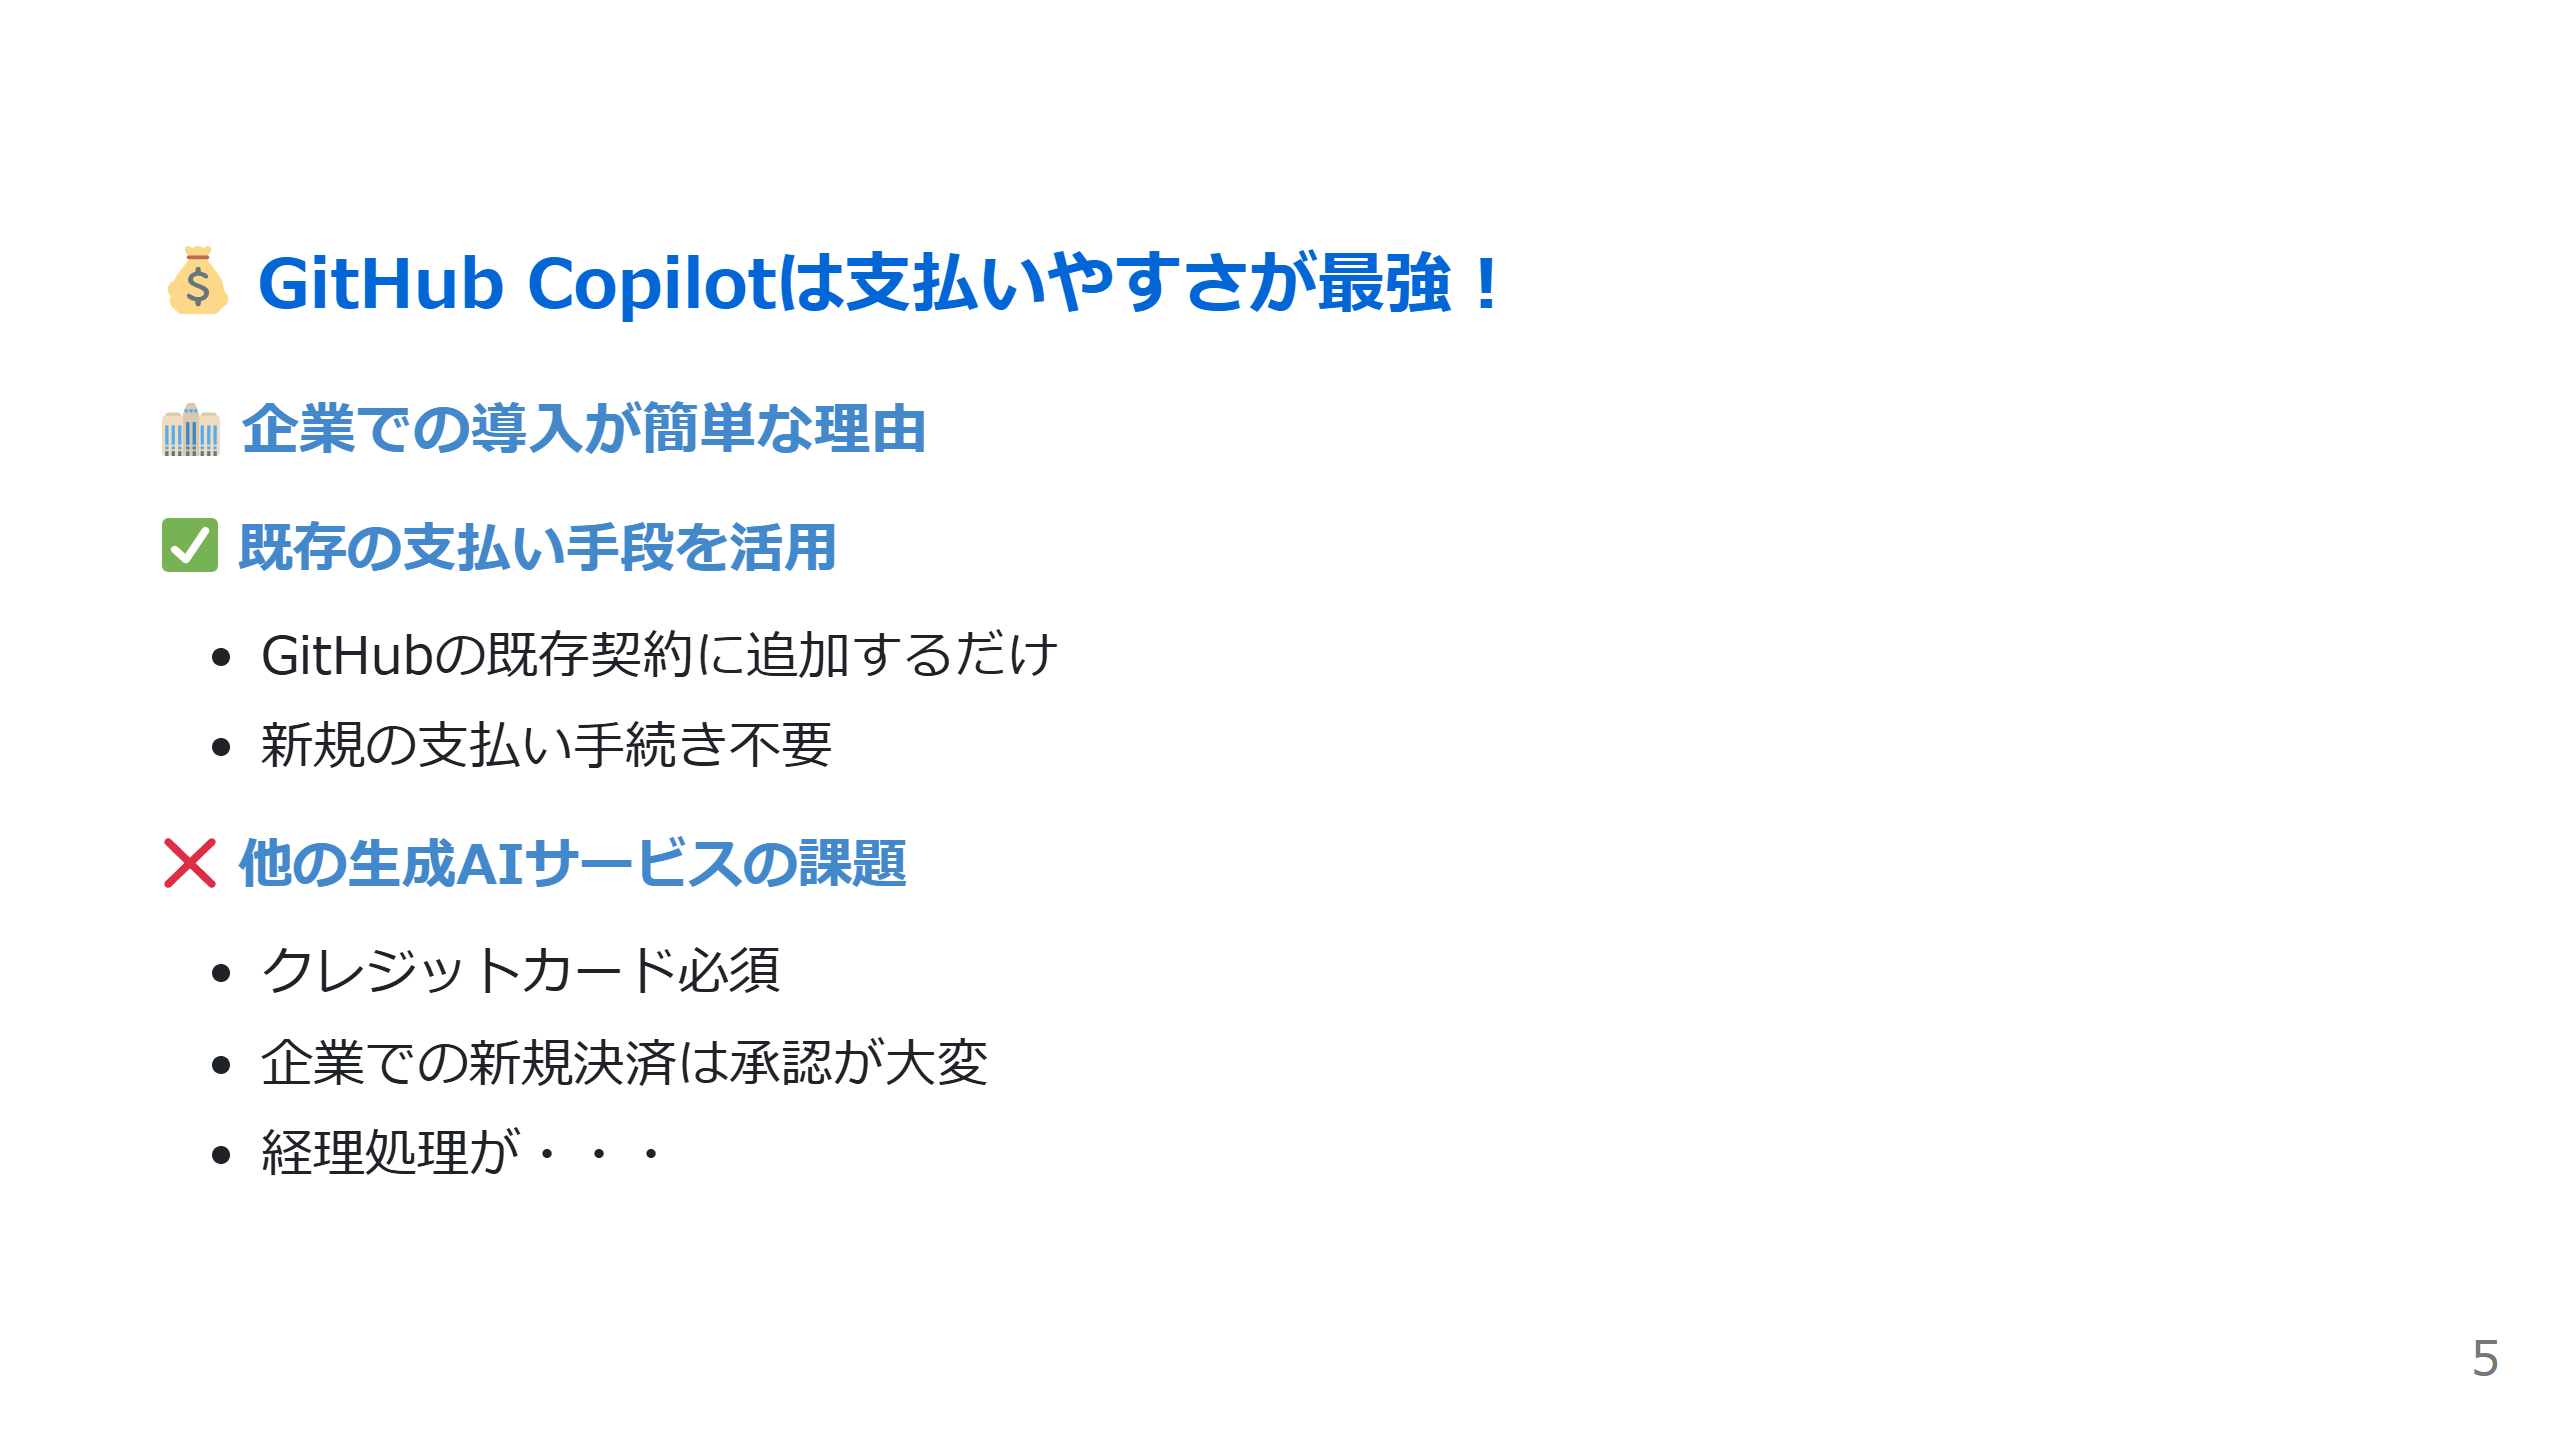 💰 GitHub Copilotは支払いやすさが最強！
🏢 企業での導入が簡単な理由
✅ 既存の支払い手段を活用
• GitHubの既存契約に追加するだけ
• 新規の支払い手続き不要
❌ 他の生成AIサービスの課題
• クレジットカード必須
• 企業での新規決済は承認が大変
• 経理処理が・・・
5